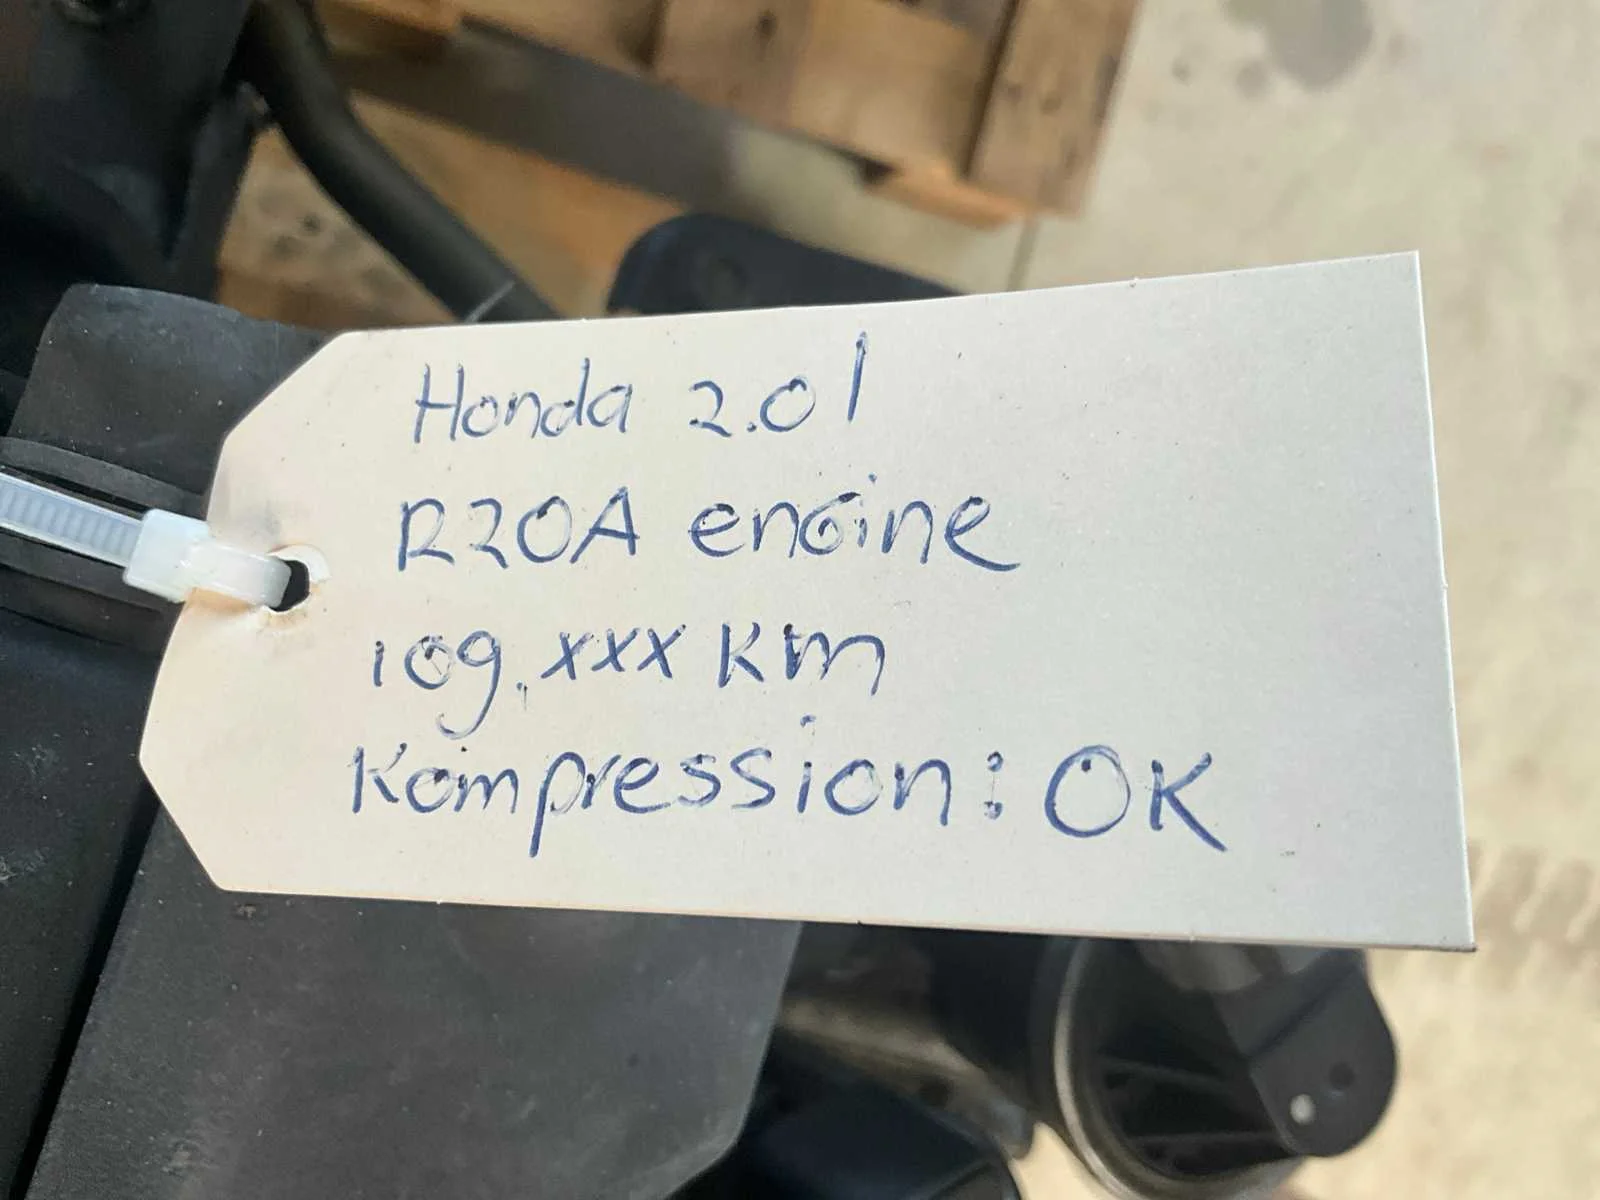 Honda 2.0l
R20A engine
109.xxx km
Kompression: OK